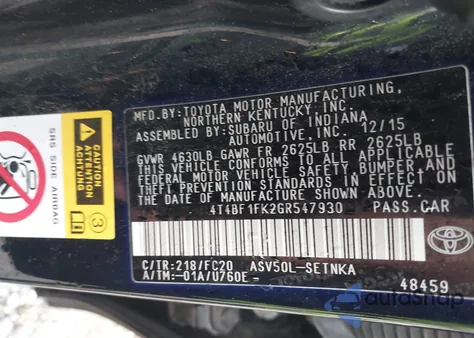 MFD.BY:TOYOTA MOTOR MANUFACTURING,
NORTHERN KENTUCKY, INC.
MFD.BY:SUBARU OF INDIANA
AUTOMOTIVE, INC. 12/15
GVWR 4630LB GAWR FR 2625LB RR 2625LB
THIS VEHICLE CONFORMS TO ALL APPLICABLE
FEDERAL MOTOR VEHICLE SAFETY,BUMPER,AND
THEFT PREVENTION STANDARDS IN EFFECT ON
THE DATE OF MANUFACTURE SHOWN ABOVE.
4T4BF1FK2GR547930 PASS.CAR
C/TR:218/FC20 ASV50L-SETNKA
A/TM:-01A/U760E -
48459
TOYOTA
⚠ CAUTION
ATTENTION
SRS SIDE AIRBAG
3
autoshop